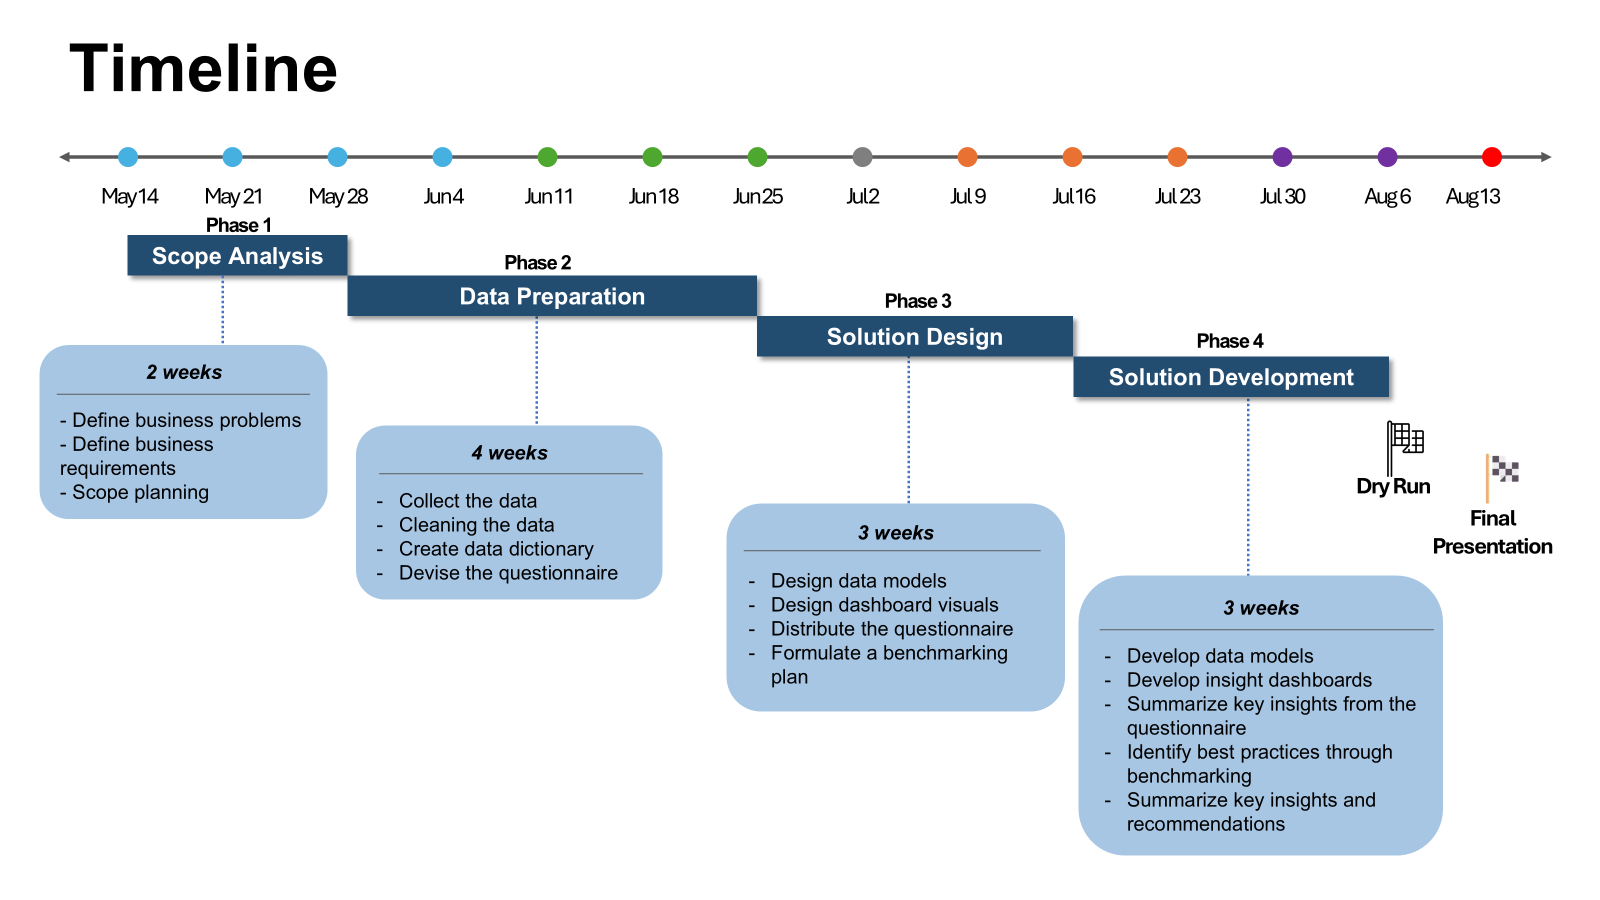 Timeline
May 14 May 21 May 28 Jun 4 Jun 11 Jun 18 Jun 25 Jul 2 Jul 9 Jul 16 Jul 23 Jul 30 Aug 6 Aug 13
Phase 1
Scope Analysis
2 weeks
- Define business problems
- Define business
requirements
- Scope planning
Phase 2
Data Preparation
4 weeks
- Collect the data
- Cleaning the data
- Create data dictionary
- Devise the questionnaire
Phase 3
Solution Design
3 weeks
- Design data models
- Design dashboard visuals
- Distribute the questionnaire
- Formulate a benchmarking
plan
Phase 4
Solution Development
3 weeks
- Develop data models
- Develop insight dashboards
- Summarize key insights from the
questionnaire
- Identify best practices through
benchmarking
- Summarize key insights and
recommendations
Dry Run
Final
Presentation